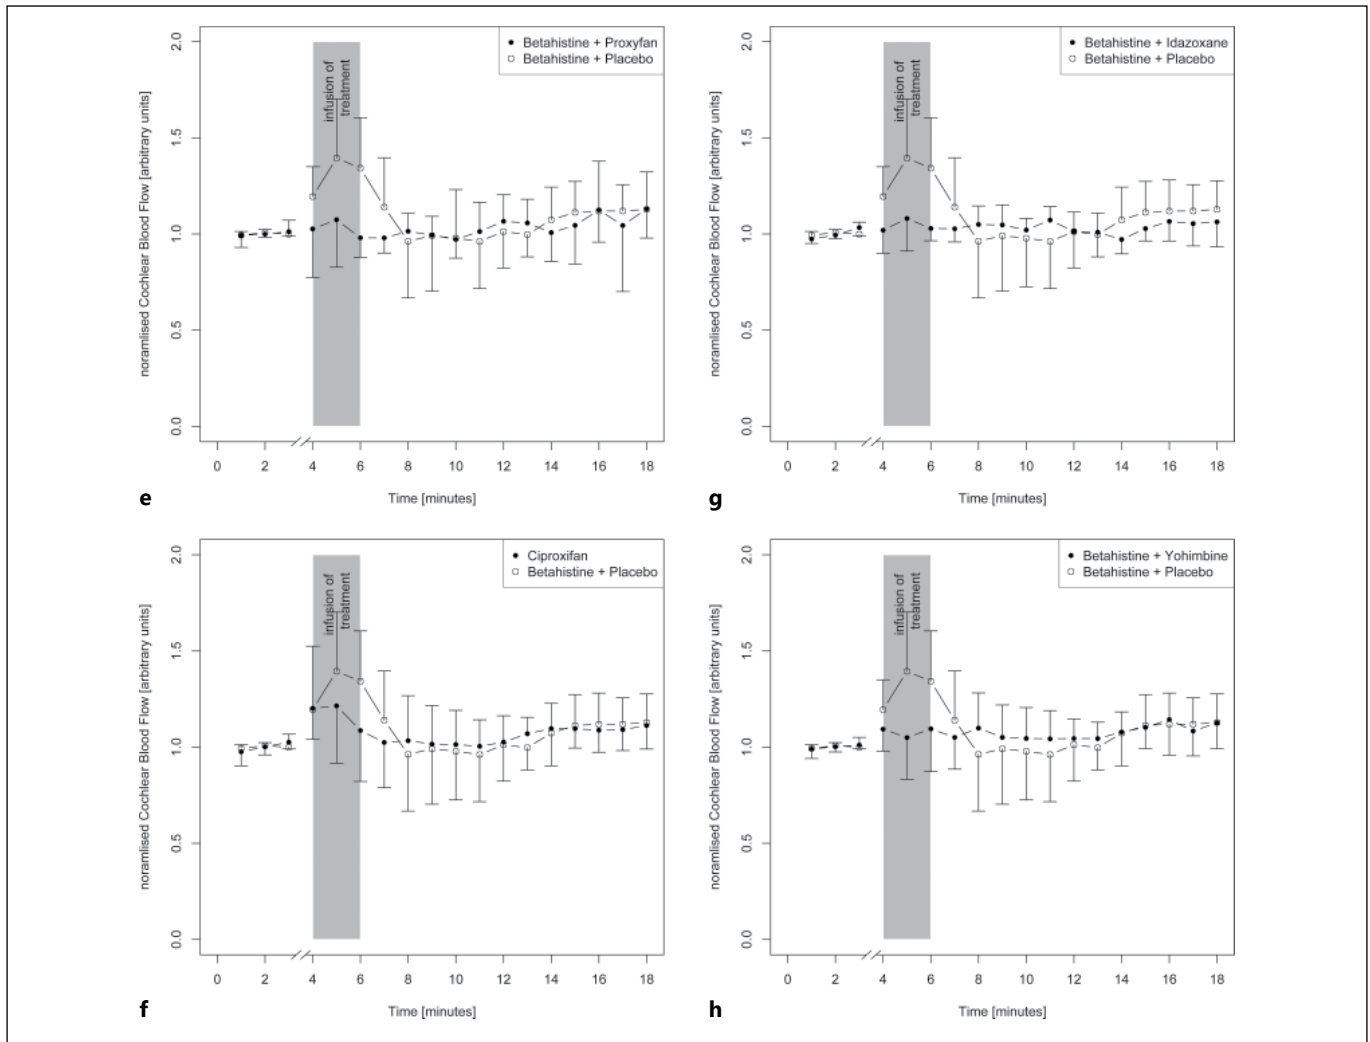 2.0
1.5
1.0
0.5
0.0
noramlised Cochlear Blood Flow [arbitrary units]
infusion of
treatment
Betahistine + Proxyfan
Betahistine + Placebo
0 2 4 6 8 10 12 14 16 18
Time [minutes]
e
2.0
1.5
1.0
0.5
0.0
noramlised Cochlear Blood Flow [arbitrary units]
infusion of
treatment
Betahistine + Idazoxane
Betahistine + Placebo
0 2 4 6 8 10 12 14 16 18
Time [minutes]
g
2.0
1.5
1.0
0.5
0.0
noramlised Cochlear Blood Flow [arbitrary units]
infusion of
treatment
Ciproxifan
Betahistine + Placebo
0 2 4 6 8 10 12 14 16 18
Time [minutes]
f
2.0
1.5
1.0
0.5
0.0
noramlised Cochlear Blood Flow [arbitrary units]
infusion of
treatment
Betahistine + Yohimbine
Betahistine + Placebo
0 2 4 6 8 10 12 14 16 18
Time [minutes]
h